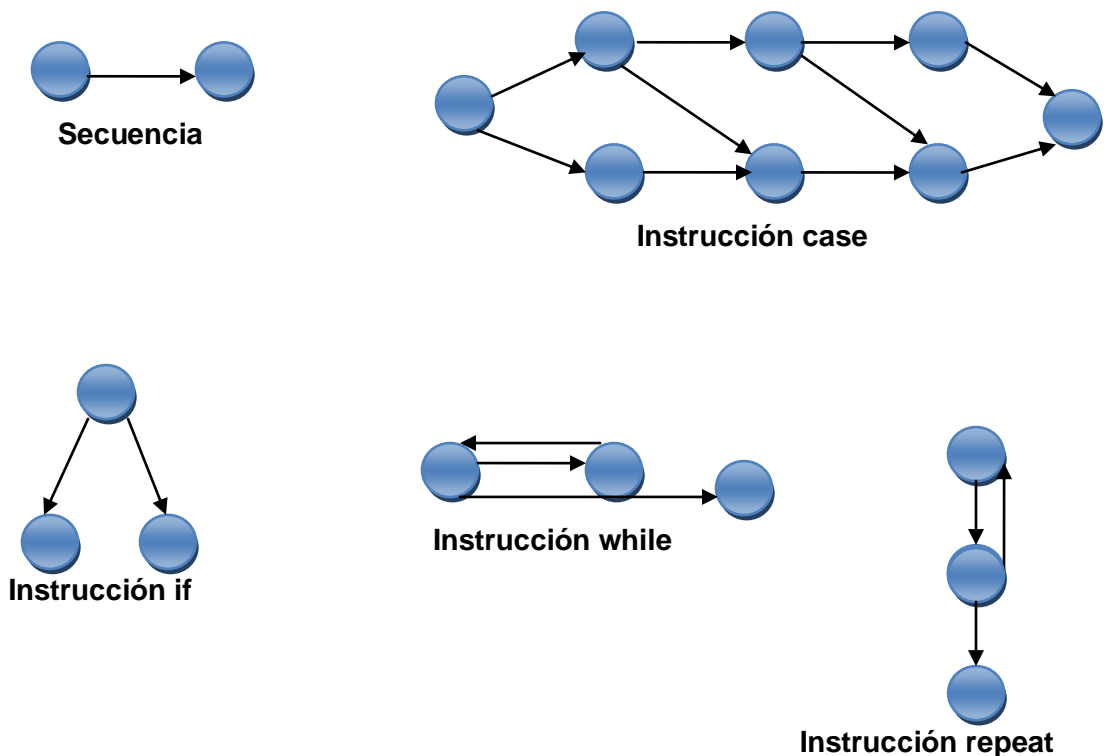 Secuencia
Instrucción case
Instrucción if
Instrucción while
Instrucción repeat